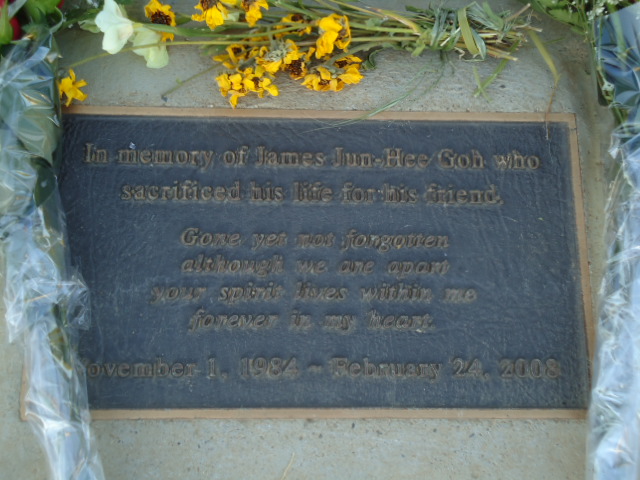 In memory of James Jun-Hee Goh who
sacrificed his life for his friend.
Gone yet not forgotten
although we are apart
your spirit lives within me
forever in my heart
November 1, 1984 ~ February 24, 2008